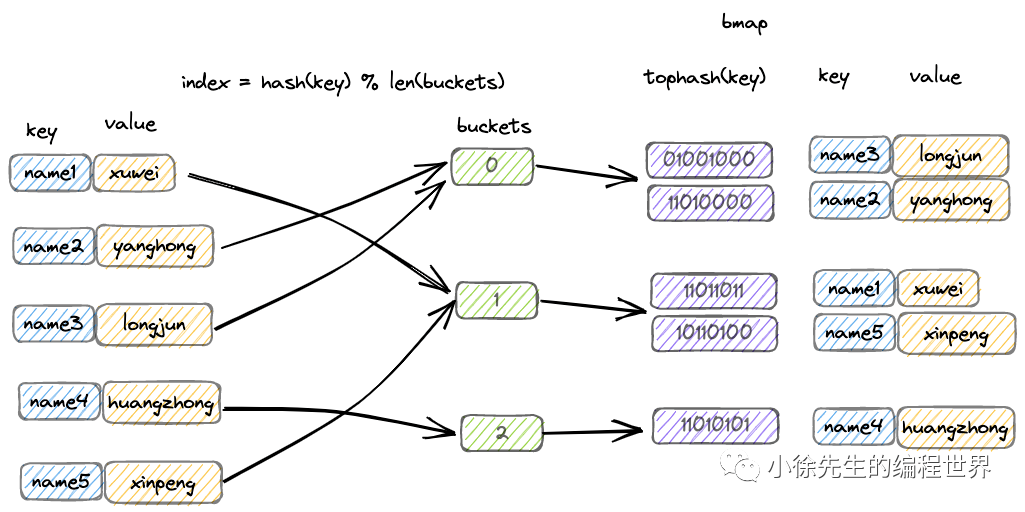 bmap
index = hash(key) % len(buckets)
tophash(key) key value
key value
buckets
name1 xuwei
0
01001000 name3 longjun
11010000 name2 yanghong
name2 yanghong
1
11011011 name1 xuwei
10110100 name5 xinpeng
name3 longjun
name4 huangzhong
2
11010101 name4 huangzhong
name5 xinpeng
小徐先生的编程世界